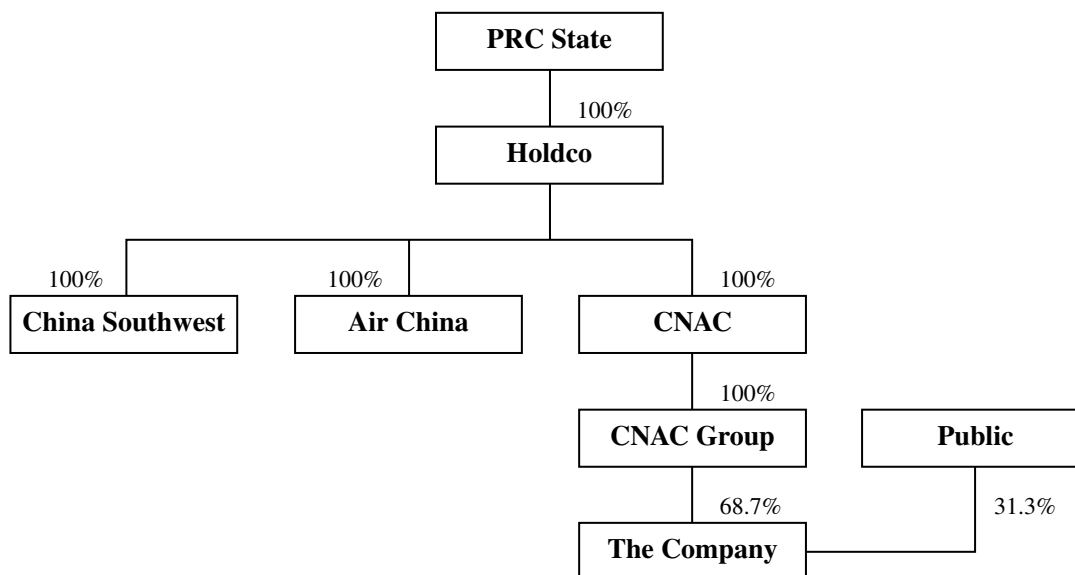 PRC State
100%
Holdco
100%
100%
100%
China Southwest
Air China
CNAC
100%
CNAC Group
Public
68.7%
31.3%
The Company